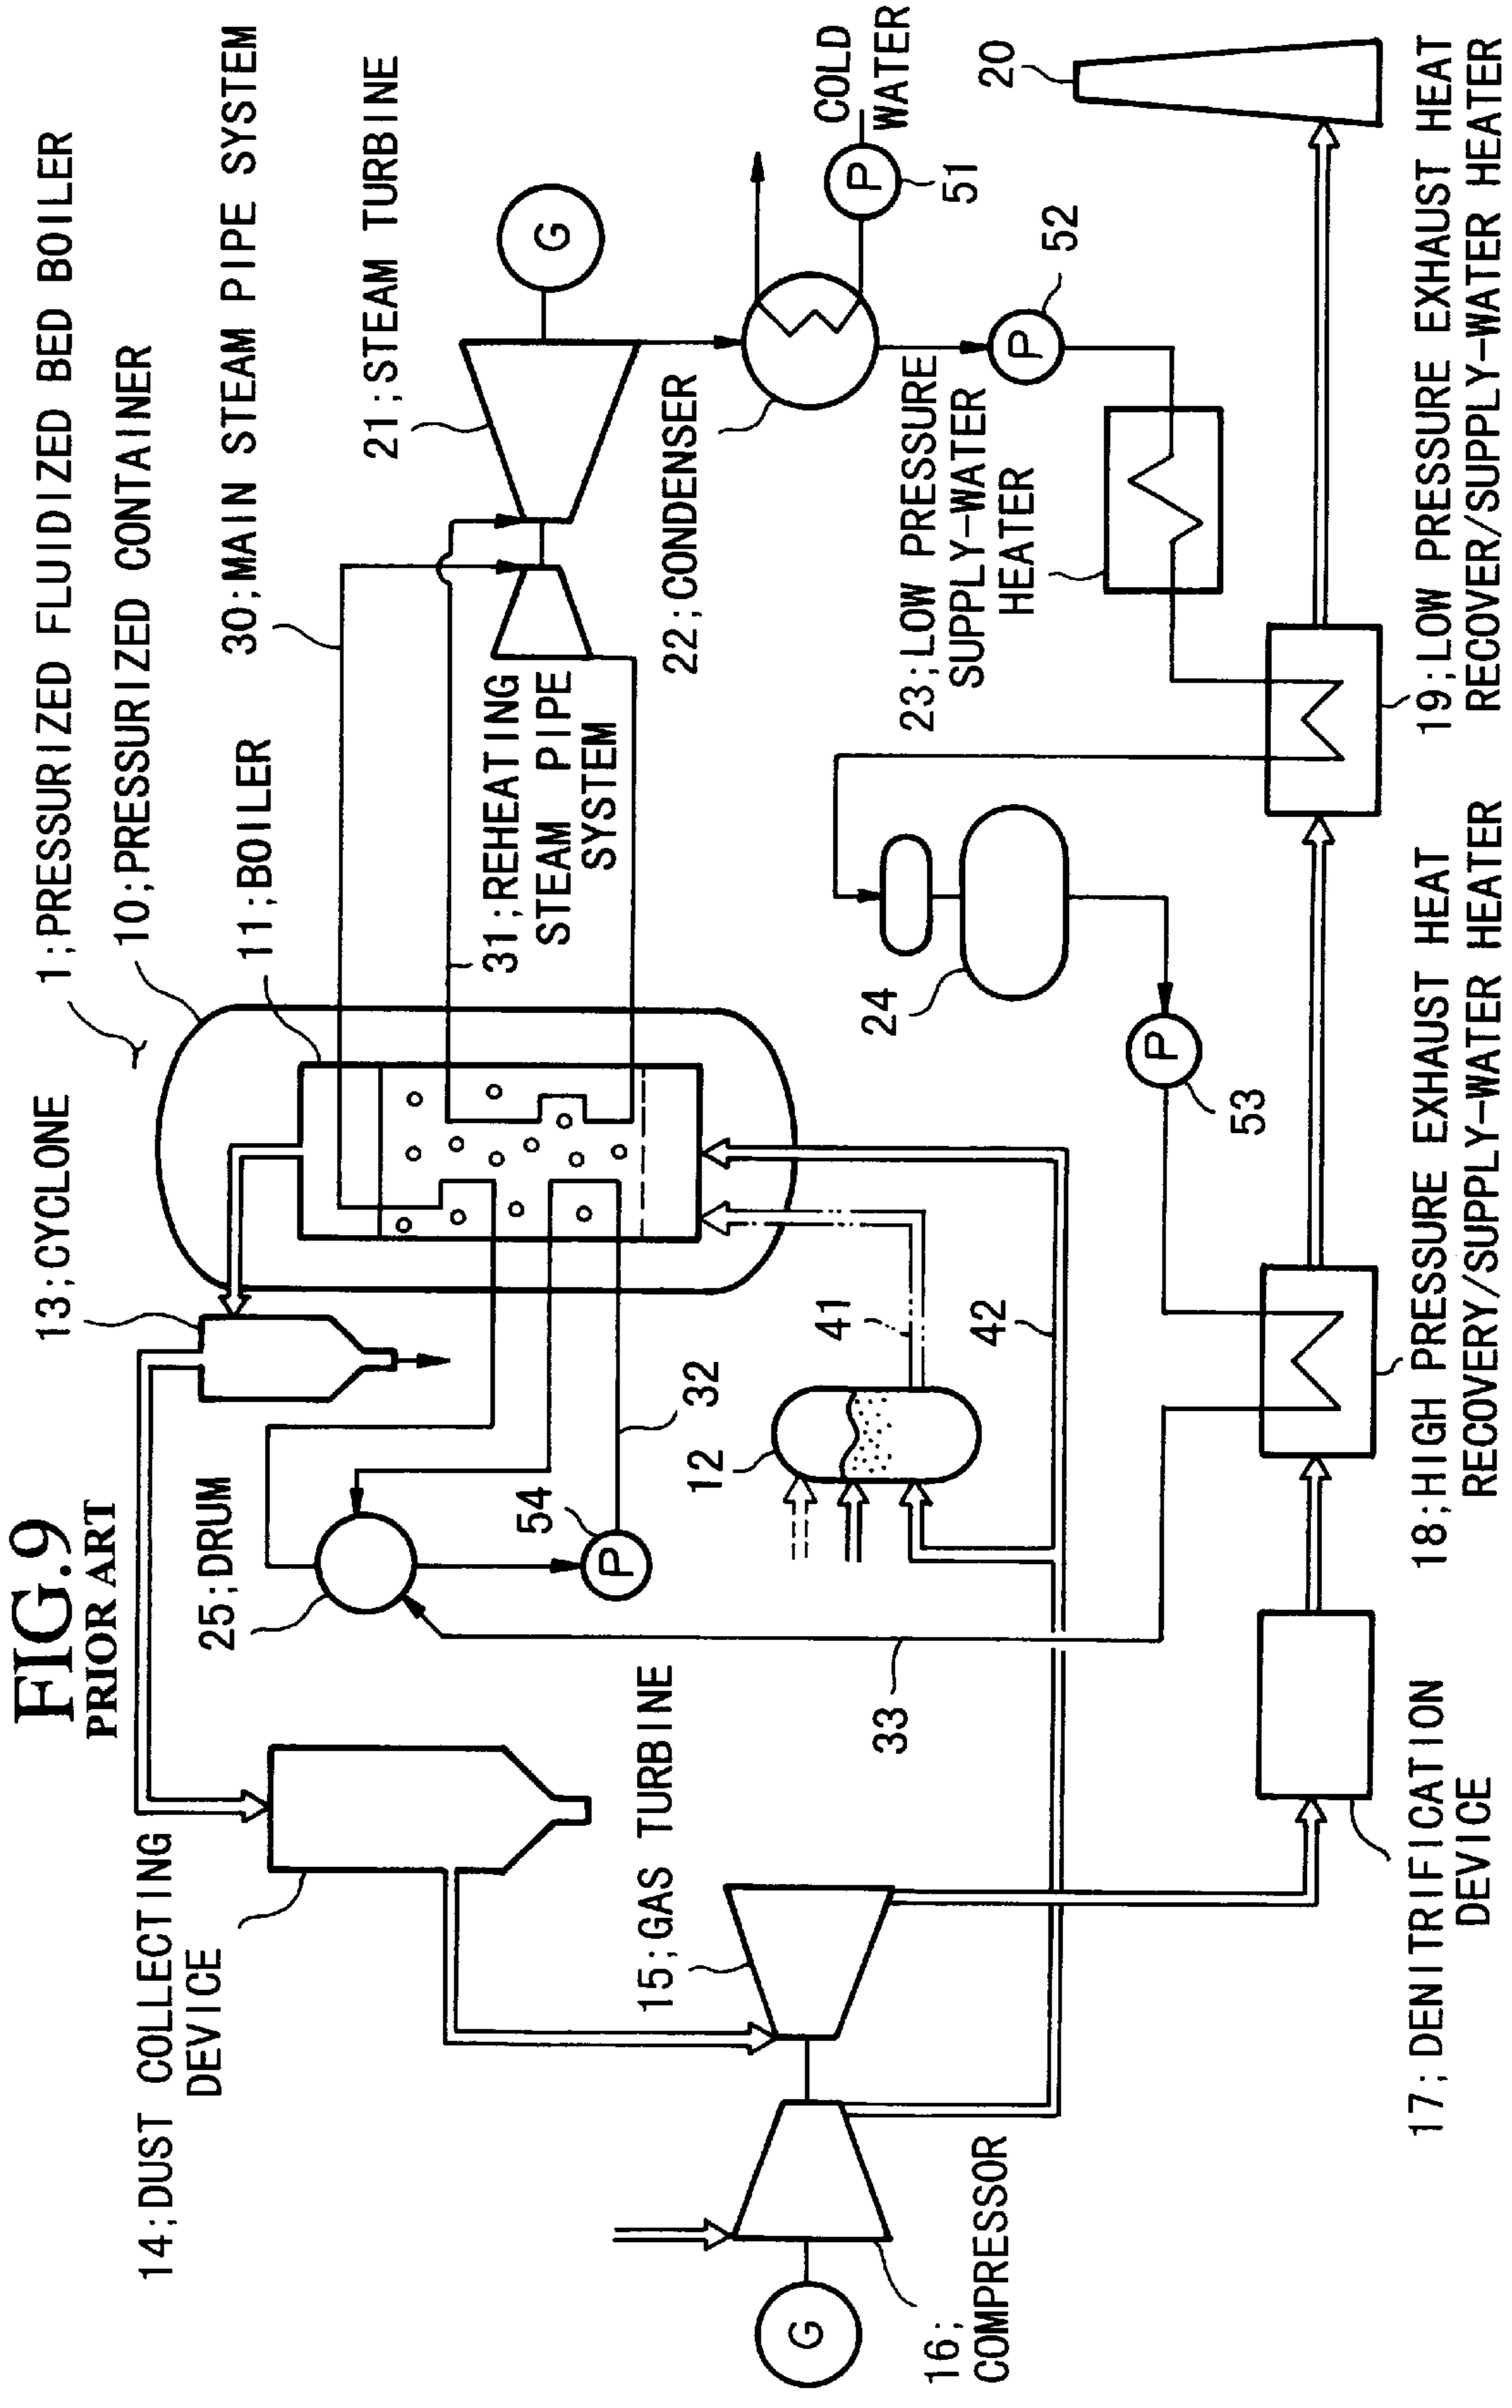 FIG.9
PRIOR ART
1;PRESSURIZED FLUIDIZED BED BOILER
10;PRESSURIZED CONTAINER
11;BOILER
30;MAIN STEAM PIPE SYSTEM
21;STEAM TURBINE
13;CYCLONE
25;DRUM
14;DUST COLLECTING
DEVICE
G
31;REHEATING
STEAM PIPE
SYSTEM
22;CONDENSER
COLD
WATER
P
51
52
P
20
54
P
32
12
41
42
24
23;LOW PRESSURE
SUPPLY-WATER
HEATER
15;GAS TURBINE
33
P
53
G
16;
COMPRESSOR
17;DENITRIFICATION
DEVICE
18;HIGH PRESSURE EXHAUST HEAT
RECOVERY/SUPPLY-WATER HEATER
19;LOW PRESSURE EXHAUST HEAT
RECOVER/SUPPLY-WATER HEATER